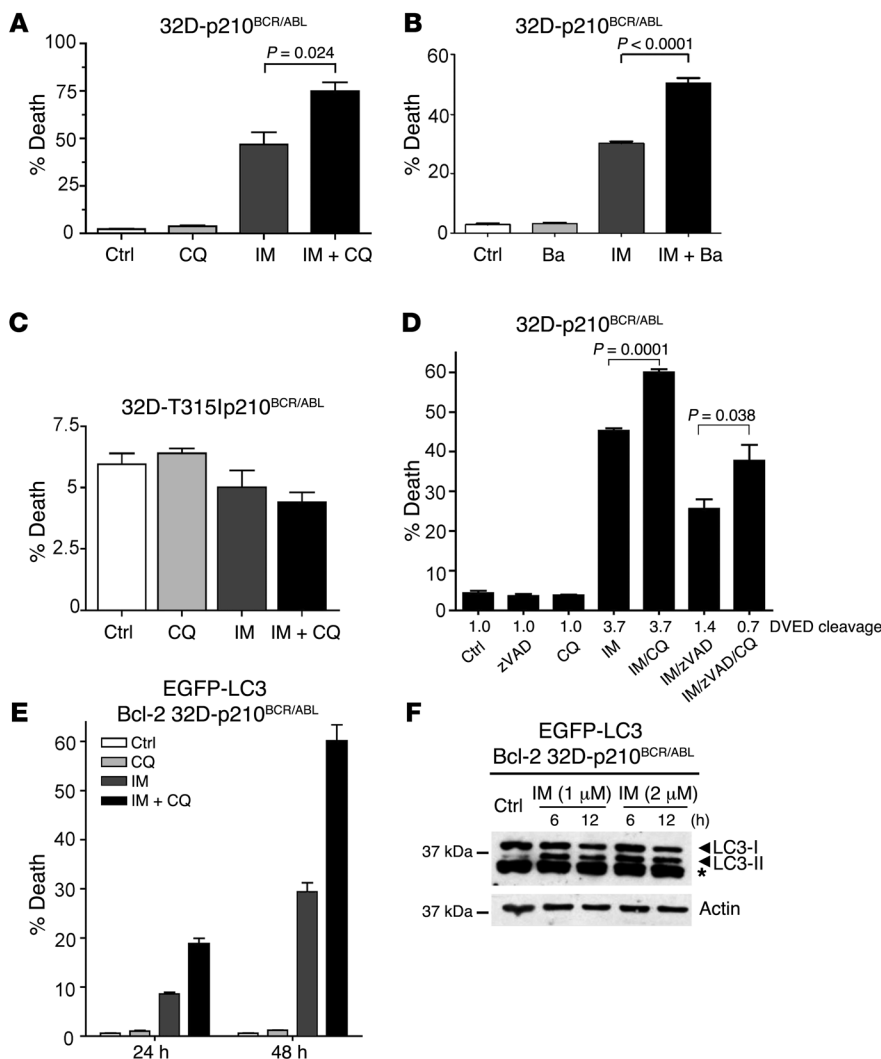 A
32D-p210BCR/ABL
100
75
50
25
0
% Death
P = 0.024
Ctrl CQ IM IM + CQ
B
32D-p210BCR/ABL
60
40
20
0
% Death
P < 0.0001
Ctrl Ba IM IM + Ba
C
32D-T315Ip210BCR/ABL
7.5
5
2.5
0
% Death
Ctrl CQ IM IM + CQ
D
32D-p210BCR/ABL
60
50
40
30
20
10
0
% Death
P = 0.0001
P = 0.038
1.0 1.0 1.0 3.7 3.7 1.4 0.7 DVED cleavage
Ctrl zVAD CQ IM IM/CQ IM/zVAD IM/zVAD/CQ
E
EGFP-LC3
Bcl-2 32D-p210BCR/ABL
60
50
40
30
20
10
0
% Death
Ctrl
CQ
IM
IM + CQ
24 h 48 h
F
EGFP-LC3
Bcl-2 32D-p210BCR/ABL
Ctrl IM (1 μM) IM (2 μM)
6 12 6 12 (h)
37 kDa
LC3-I
LC3-II
*
37 kDa
Actin